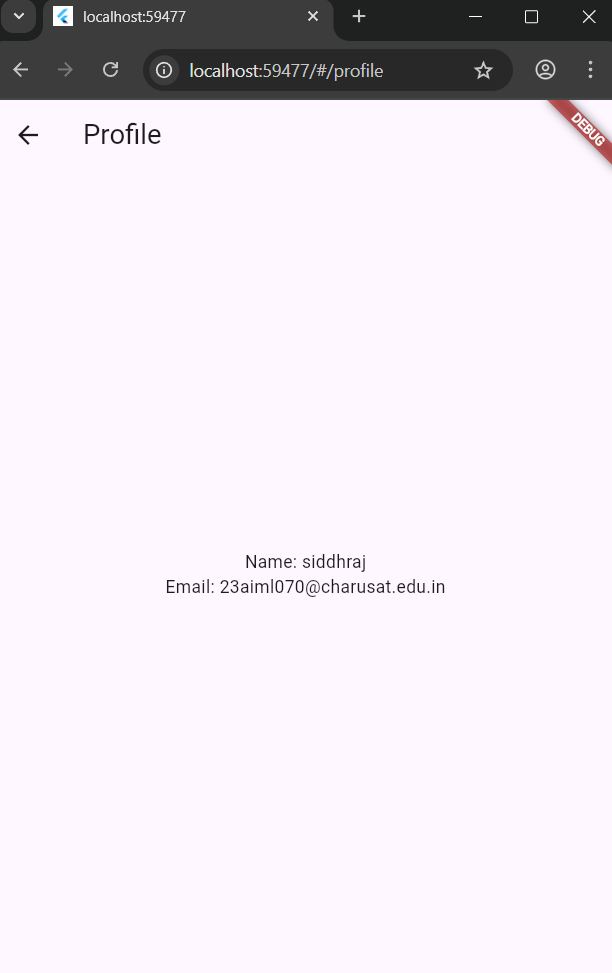 localhost:59477
localhost:59477/#/profile
Profile
DEBUG
Name: siddhraj
Email: 23aiml070@charusat.edu.in